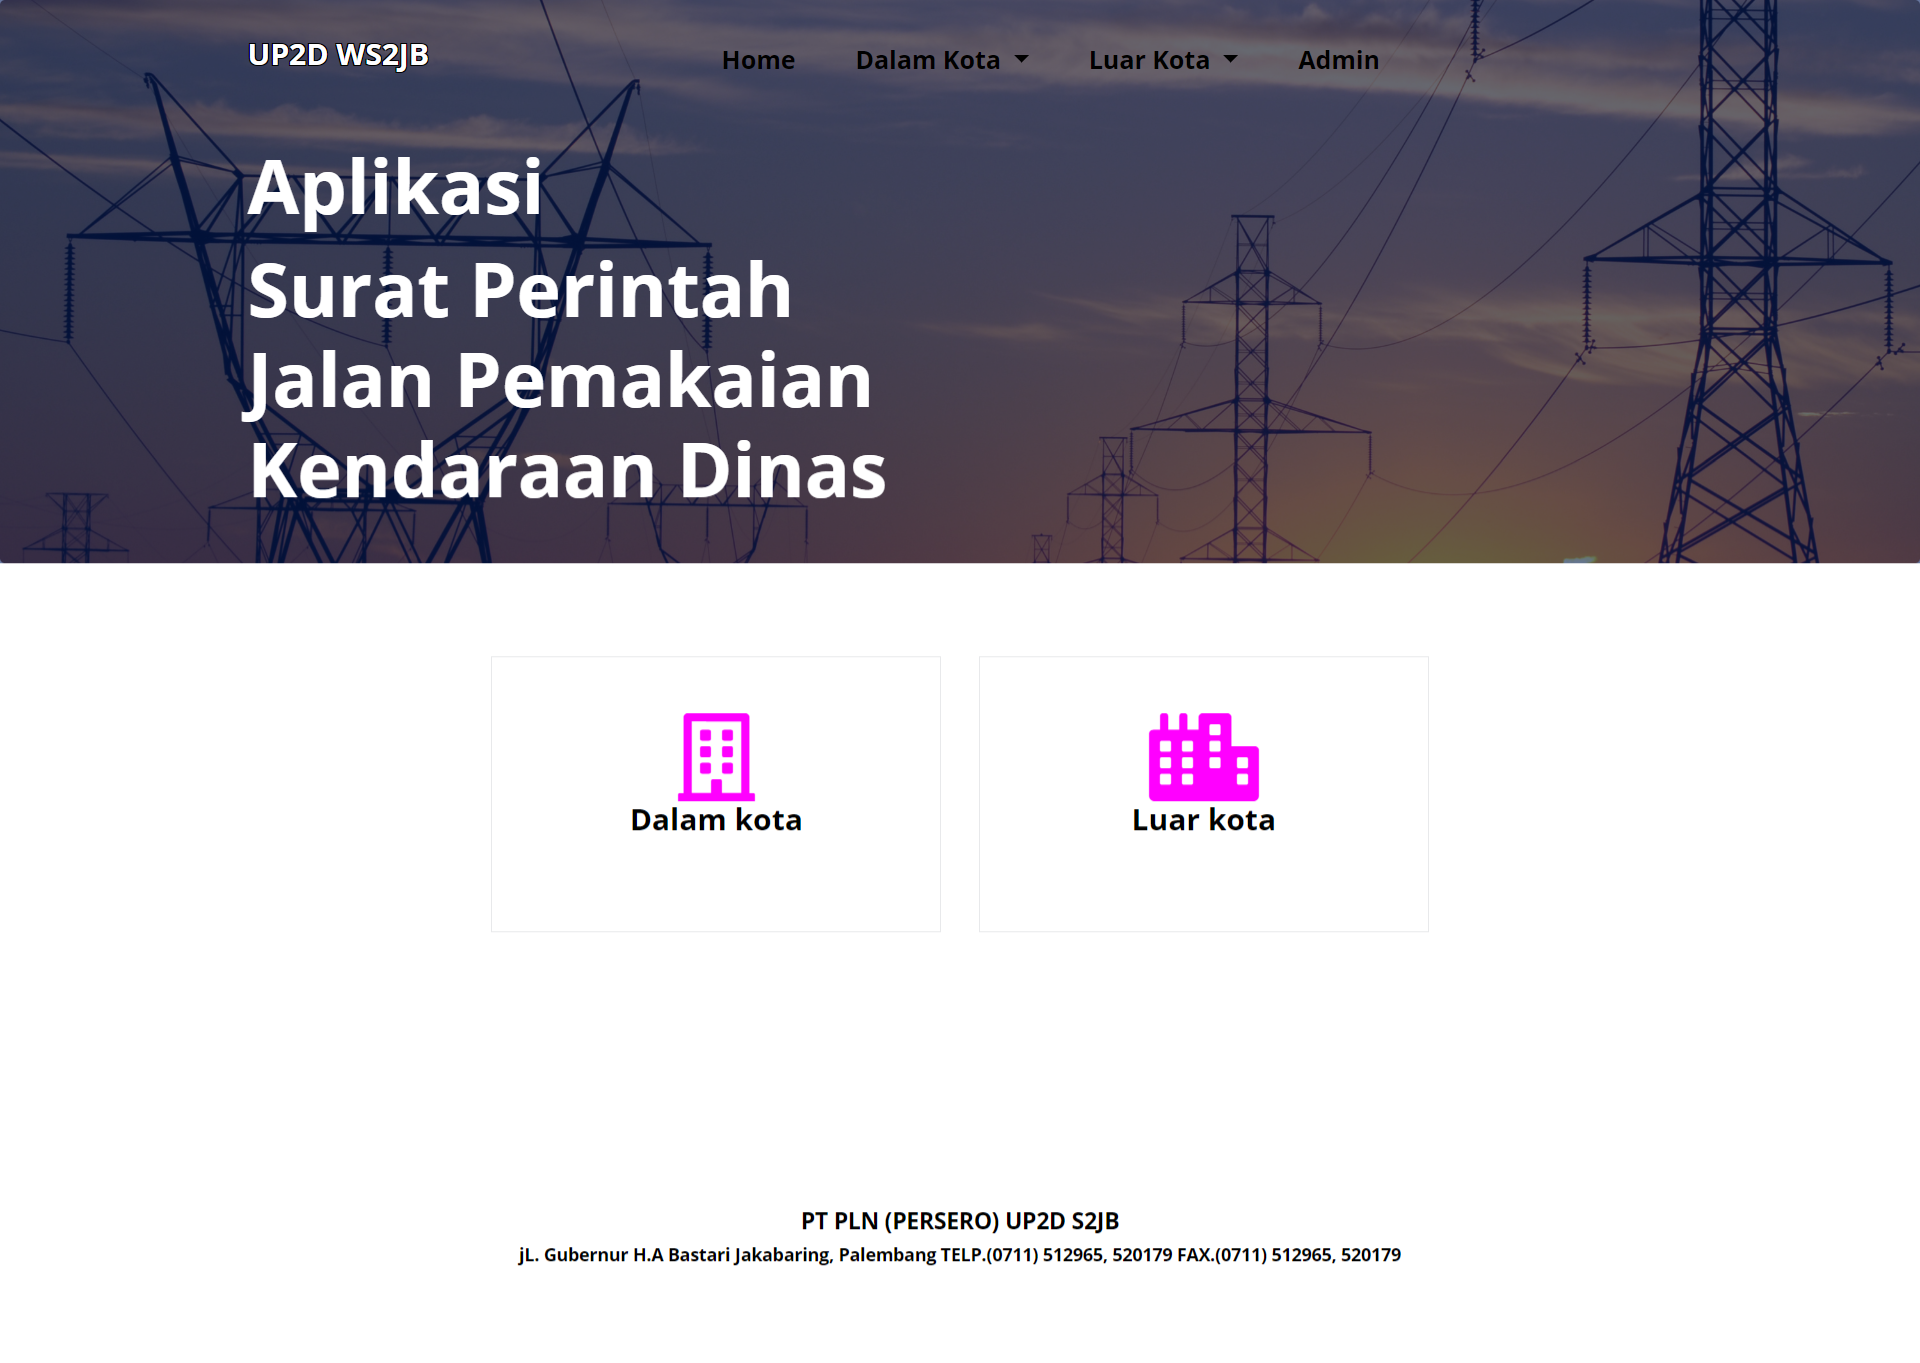 UP2D WS2JB
Home
Dalam Kota
Luar Kota
Admin
Aplikasi
Surat Perintah
Jalan Pemakaian
Kendaraan Dinas
Dalam kota
Luar kota
PT PLN (PERSERO) UP2D S2JB
jL. Gubernur H.A Bastari Jakabaring, Palembang TELP.(0711) 512965, 520179 FAX.(0711) 512965, 520179